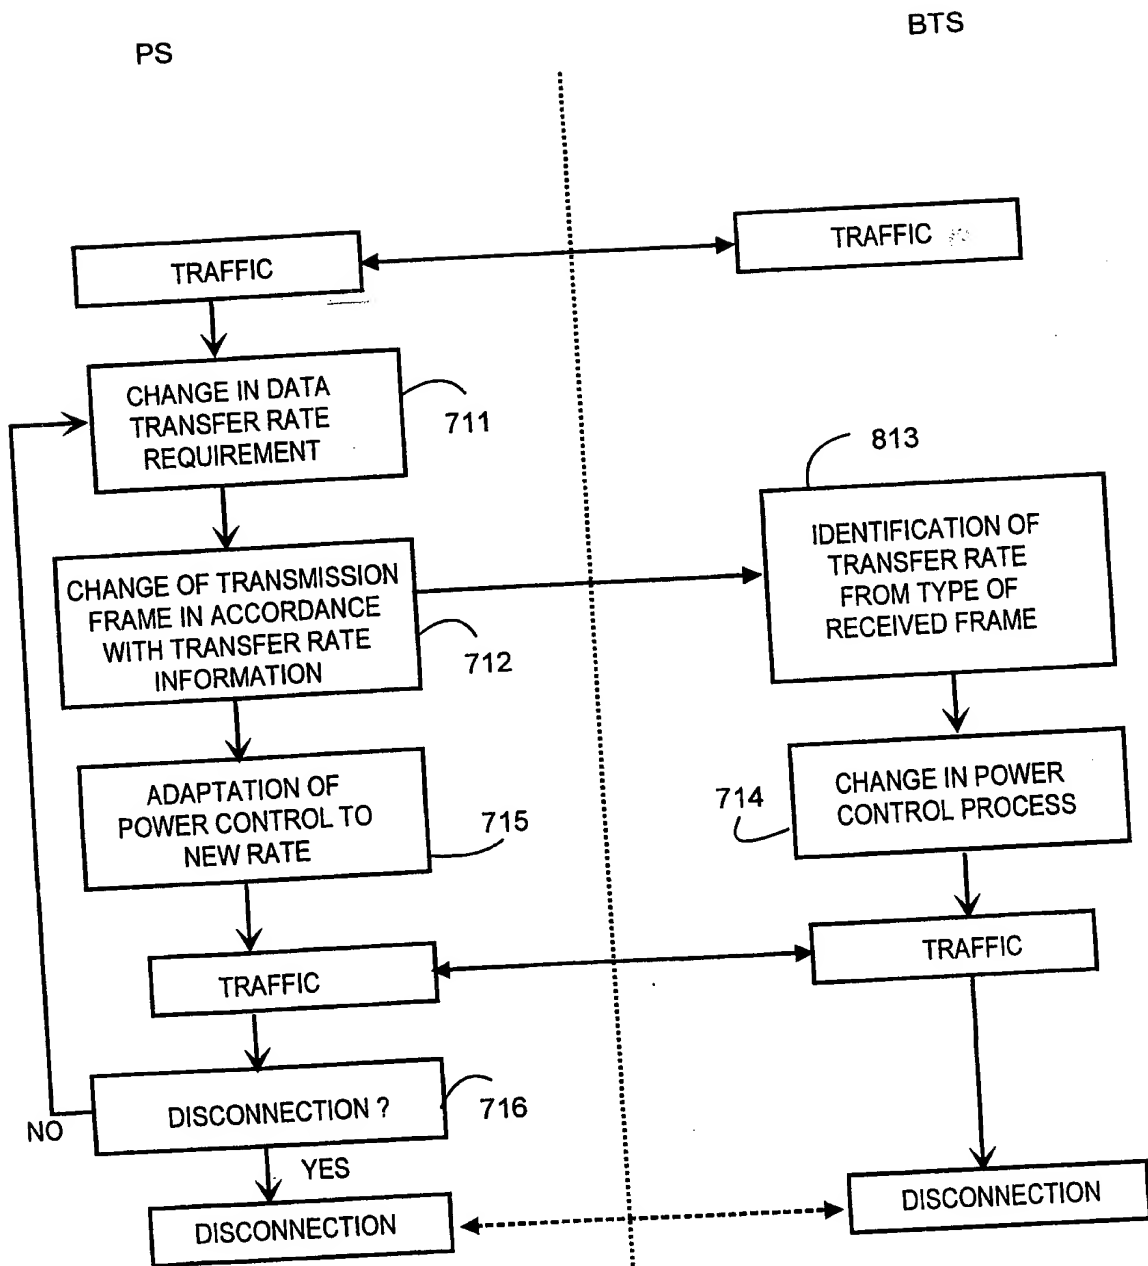 PS
BTS
TRAFFIC
TRAFFIC
CHANGE IN DATA
TRANSFER RATE
REQUIREMENT
711
813
IDENTIFICATION OF
TRANSFER RATE
FROM TYPE OF
RECEIVED FRAME
CHANGE OF TRANSMISSION
FRAME IN ACCORDANCE
WITH TRANSFER RATE
INFORMATION
712
ADAPTATION OF
POWER CONTROL TO
NEW RATE
715
714
CHANGE IN POWER
CONTROL PROCESS
TRAFFIC
TRAFFIC
DISCONNECTION ?
716
NO
YES
DISCONNECTION
DISCONNECTION